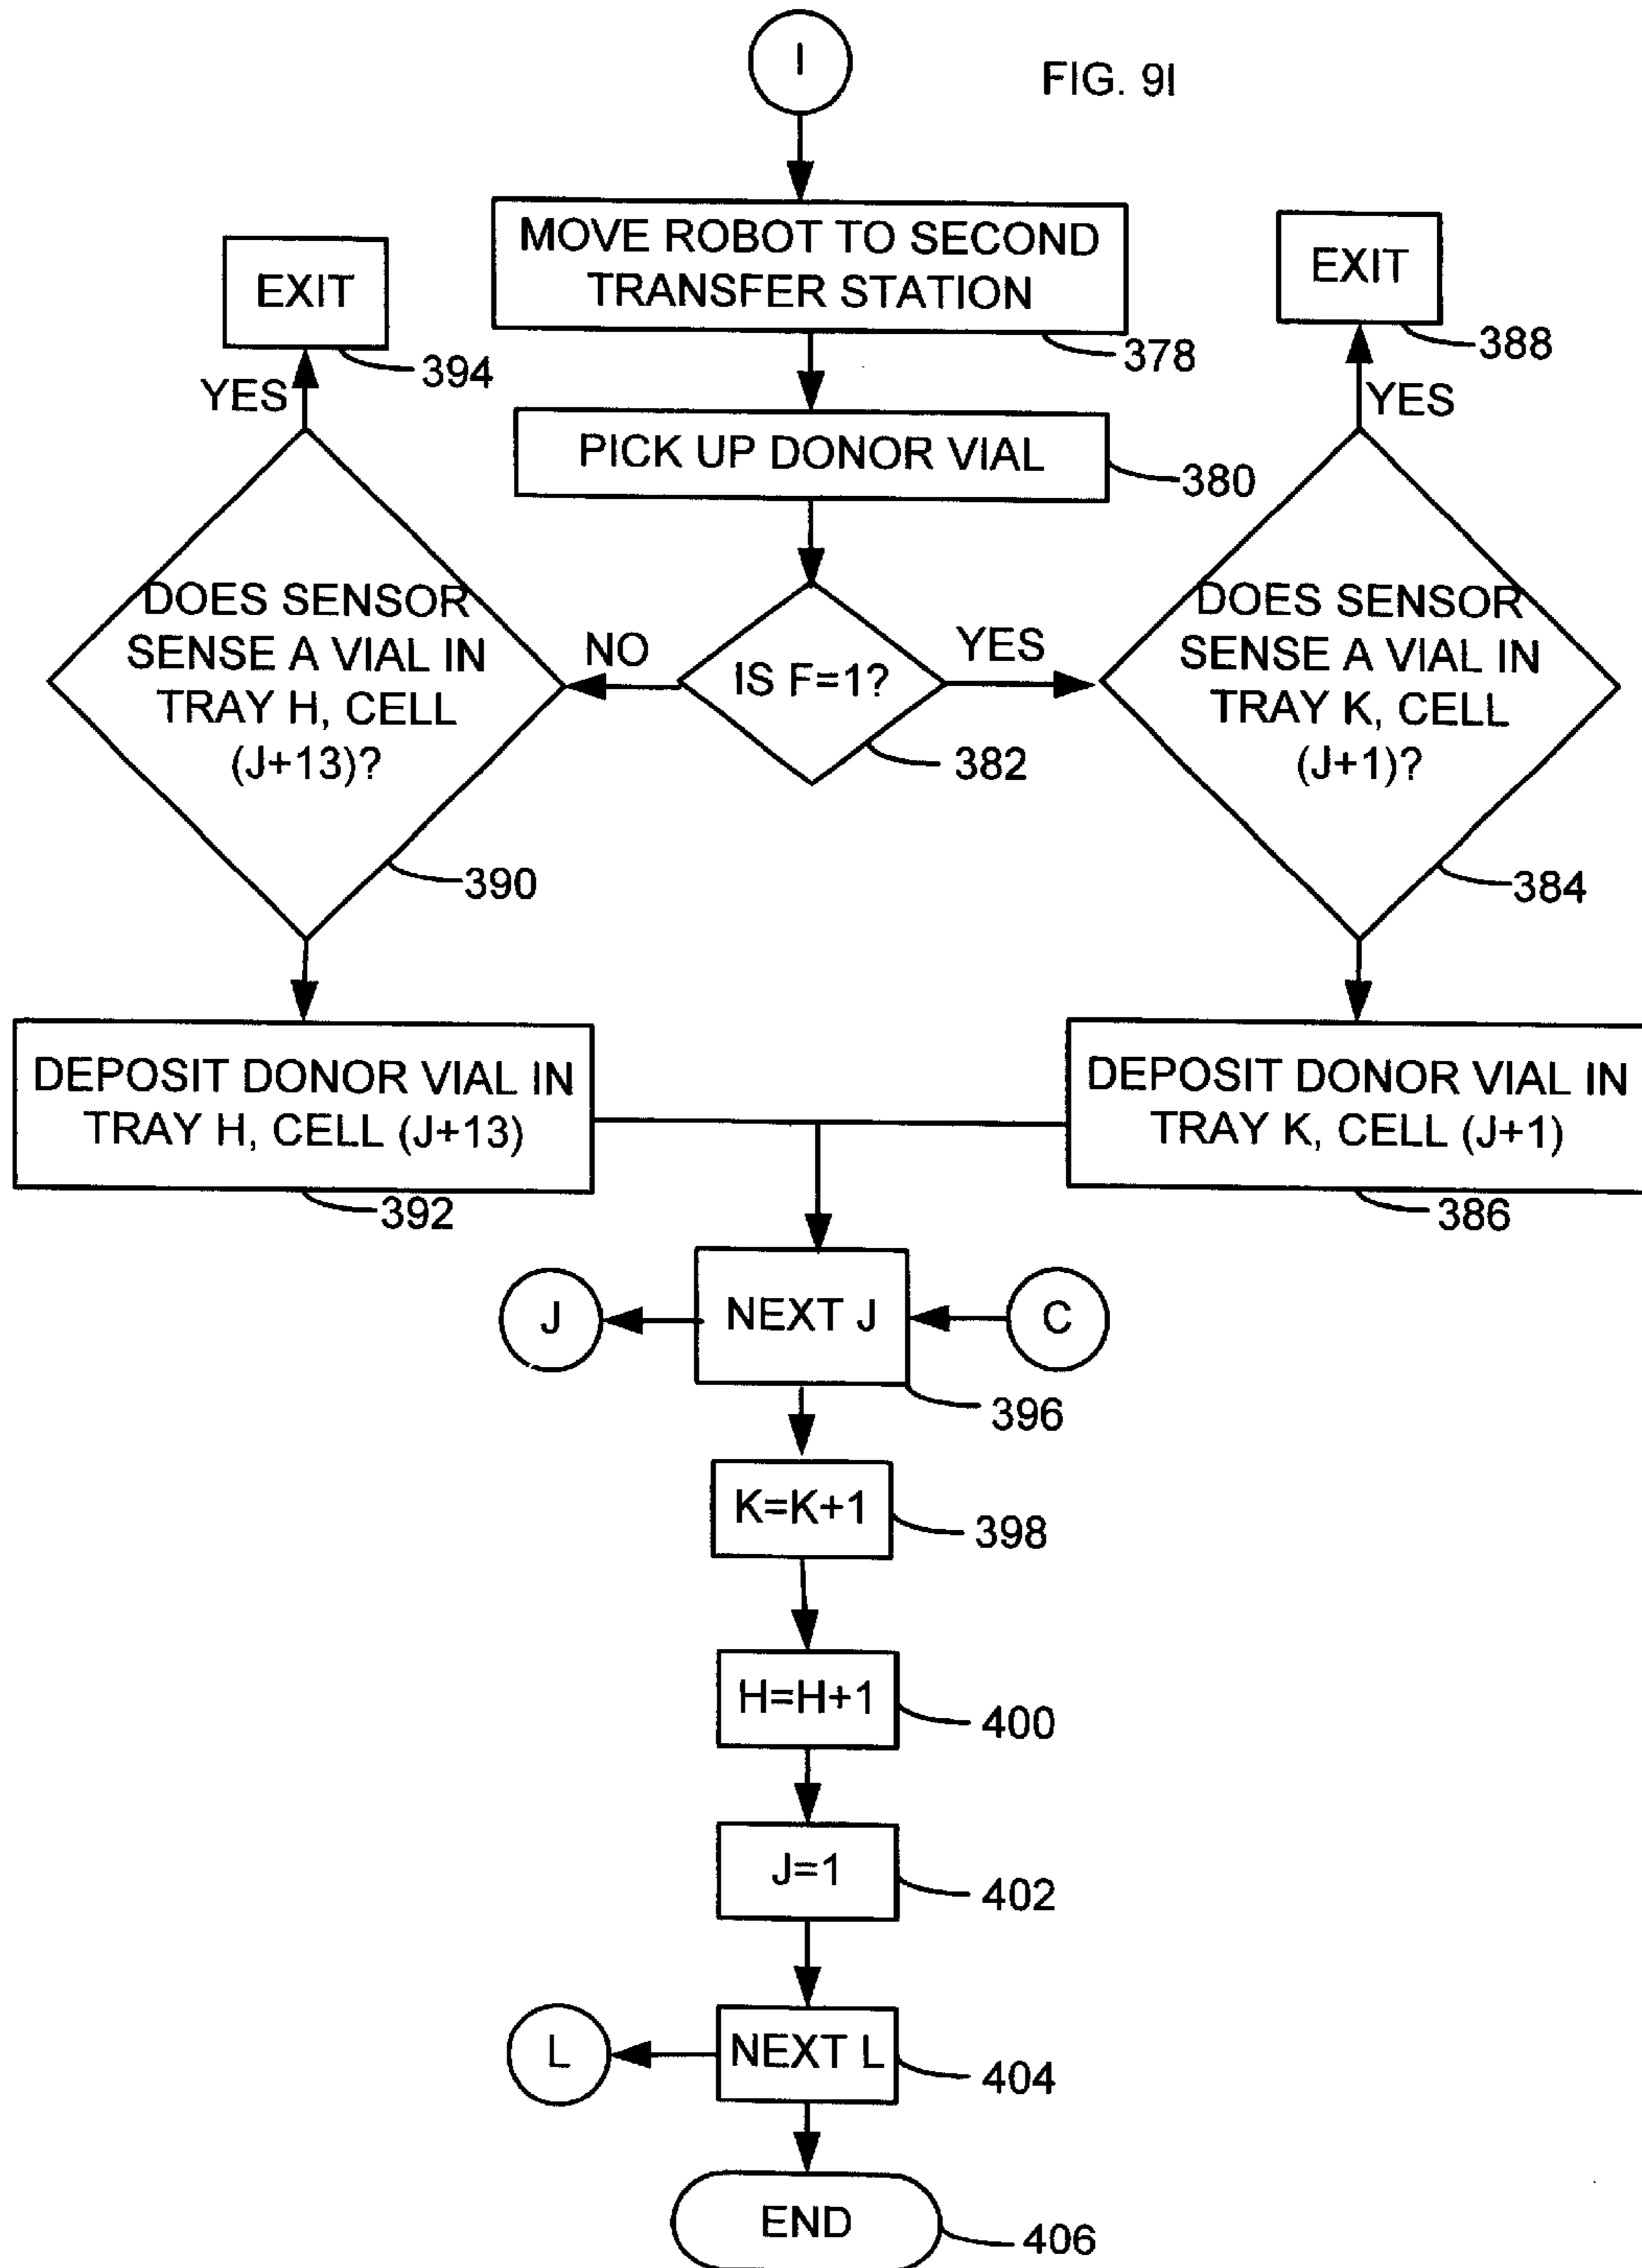 I
FIG. 9I
MOVE ROBOT TO SECOND
TRANSFER STATION
378
EXIT
394
YES
EXIT
388
YES
PICK UP DONOR VIAL
380
DOES SENSOR
SENSE A VIAL IN
TRAY H, CELL
(J+13)?
390
NO
IS F=1?
382
YES
DOES SENSOR
SENSE A VIAL IN
TRAY K, CELL
(J+1)?
384
DEPOSIT DONOR VIAL IN
TRAY H, CELL (J+13)
392
DEPOSIT DONOR VIAL IN
TRAY K, CELL (J+1)
386
J
NEXT J
C
396
K=K+1
398
H=H+1
400
J=1
402
L
NEXT L
404
END
406